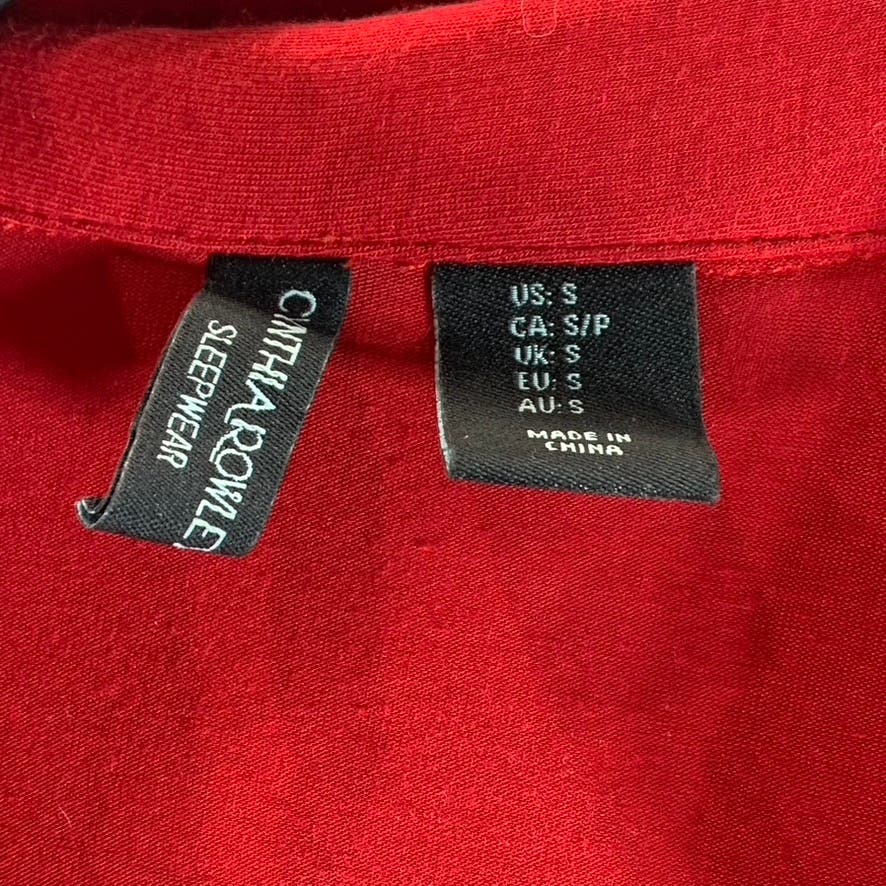 CYNTHIA ROWLEY
SLEEPWEAR
US: S
CA: S/P
UK: S
EU: S
AU: S
MADE IN
CHINA